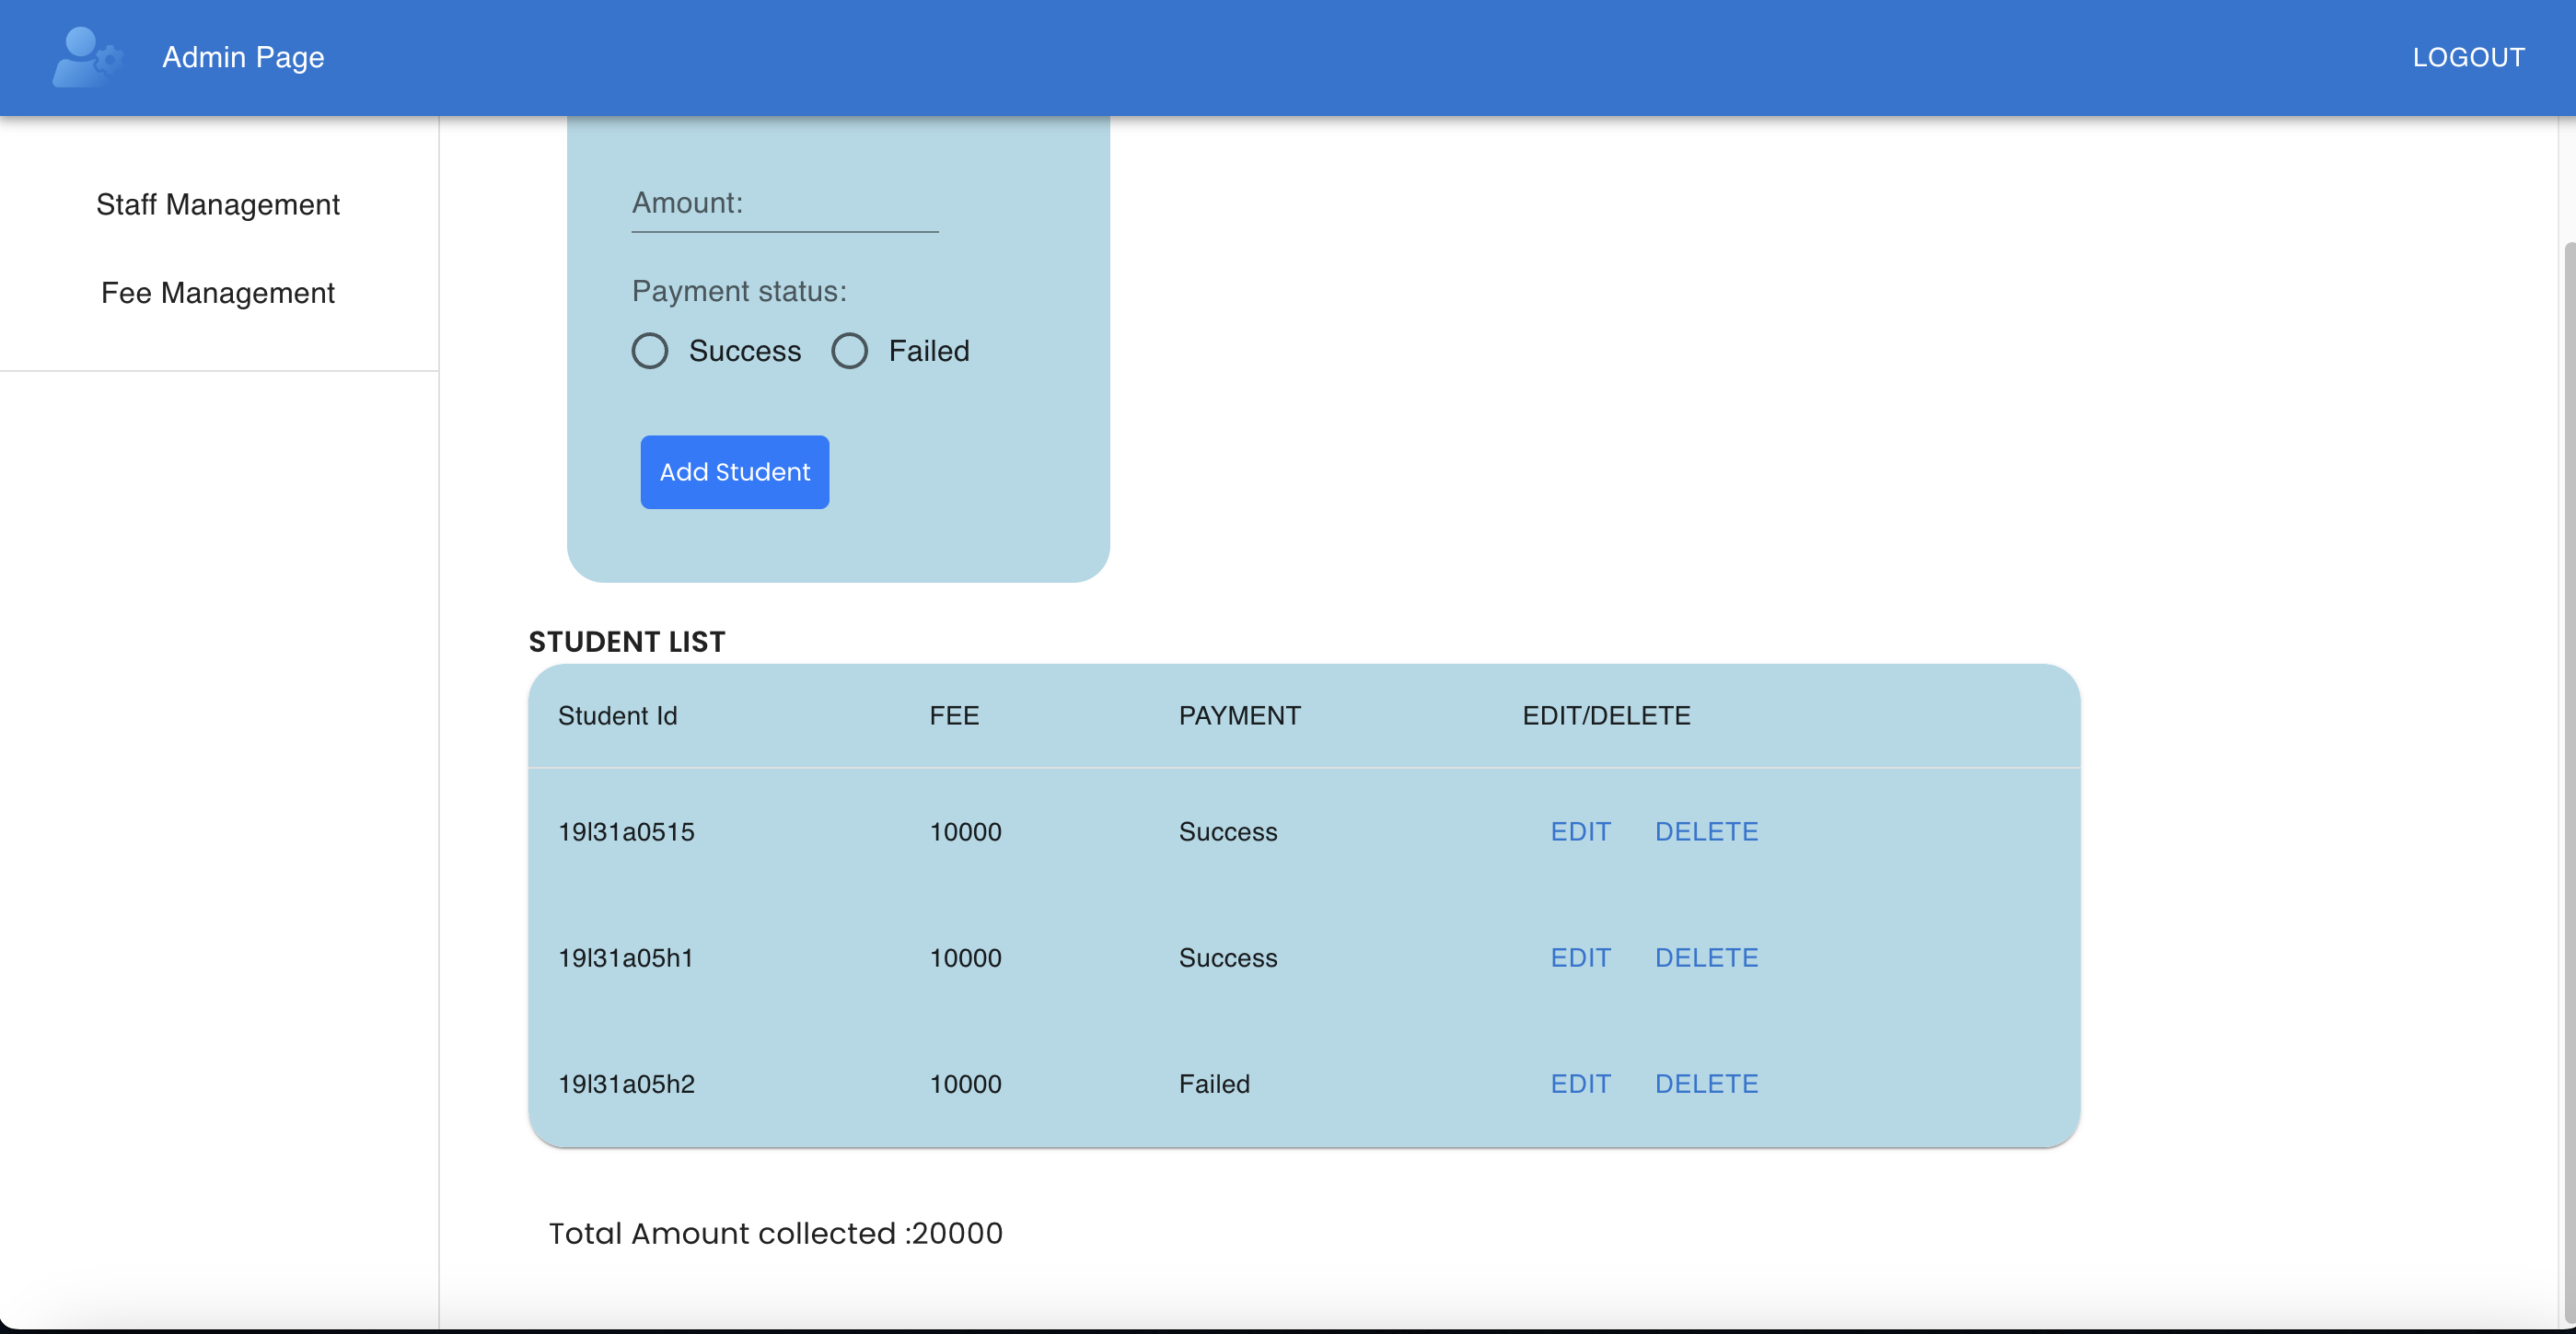 Admin Page
LOGOUT
Staff Management
Fee Management
Amount:
Payment status:
Success Failed
Add Student
STUDENT LIST
Student Id FEE PAYMENT EDIT/DELETE
19l31a0515 10000 Success EDIT DELETE
19l31a05h1 10000 Success EDIT DELETE
19l31a05h2 10000 Failed EDIT DELETE
Total Amount collected :20000